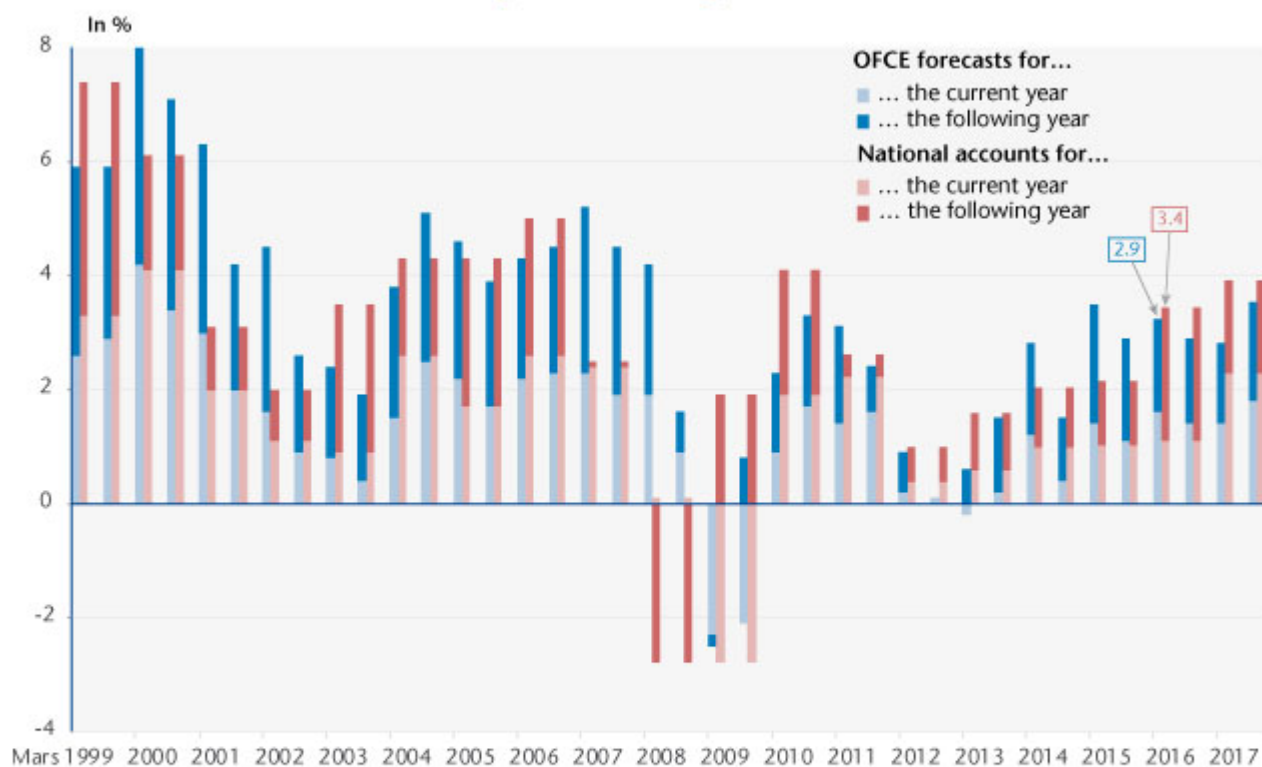 In %
8
OFCE forecasts for...
... the current year
... the following year
National accounts for...
... the current year
... the following year
6
3.4
2.9
4
2
0
-2
-4
Mars 1999 2000 2001 2002 2003 2004 2005 2006 2007 2008 2009 2010 2011 2012 2013 2014 2015 2016 2017